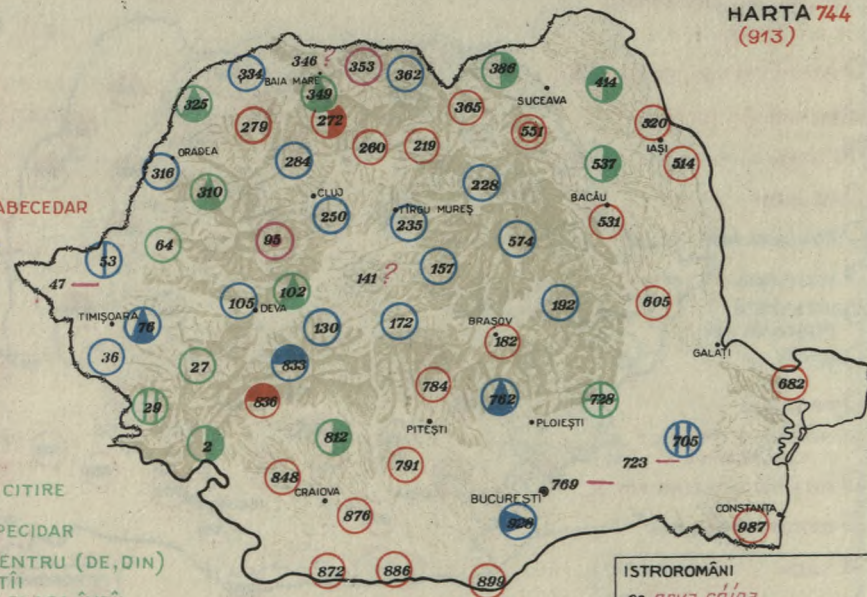 HARTA 744
(913)
334
346 ?
353
362
386
414
BAIA MARE
349
325
365
SUCEAVA
279
272
551
320
IAȘI
260
219
514
ORADEA
316
284
537
228
310
CLUJ
ABECEDAR
250
TÎRGU MUREȘ
235
BACĂU
531
64
95
574
53
47 —
141 ?
157
102
105
DEVA
192
605
TIMIȘOARA
76
130
172
BRAȘOV
182
36
GALAȚI
27
833
682
784
29
836
762
728
PITEȘTI
PLOIEȘTI
2
812
705
791
723 —
848
CITIRE
CRAIOVA
BUCUREȘTI
769 —
876
928
CONSTANȚA
987
PECIDAR
ENTRU (DE, DIN)
TÎI
872
886
899
ISTROROMÂNI